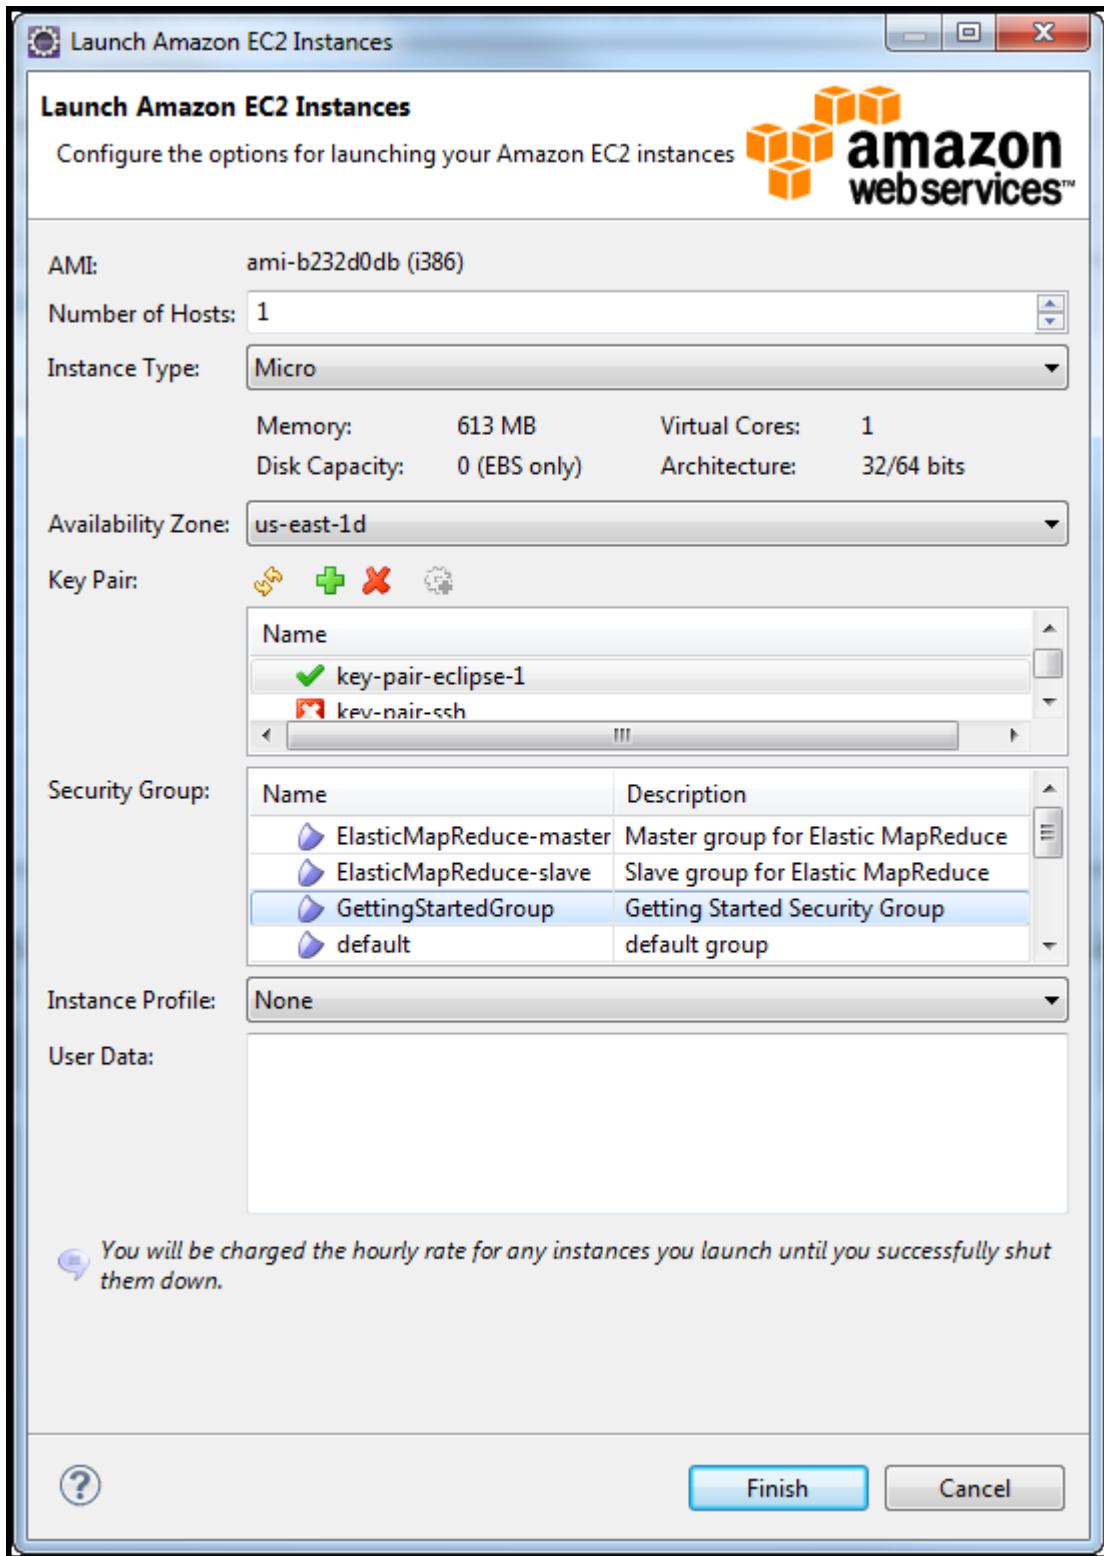 Launch Amazon EC2 Instances
Launch Amazon EC2 Instances
Configure the options for launching your Amazon EC2 instances
amazon
webservices™
AMI: ami-b232d0db (i386)
Number of Hosts: 1
Instance Type: Micro
Memory: 613 MB Virtual Cores: 1
Disk Capacity: 0 (EBS only) Architecture: 32/64 bits
Availability Zone: us-east-1d
Key Pair:
Name
key-pair-eclipse-1
key-pair-ssh
Security Group: Name Description
ElasticMapReduce-master Master group for Elastic MapReduce
ElasticMapReduce-slave Slave group for Elastic MapReduce
GettingStartedGroup Getting Started Security Group
default default group
Instance Profile: None
User Data:
You will be charged the hourly rate for any instances you launch until you successfully shut
them down.
?
Finish Cancel